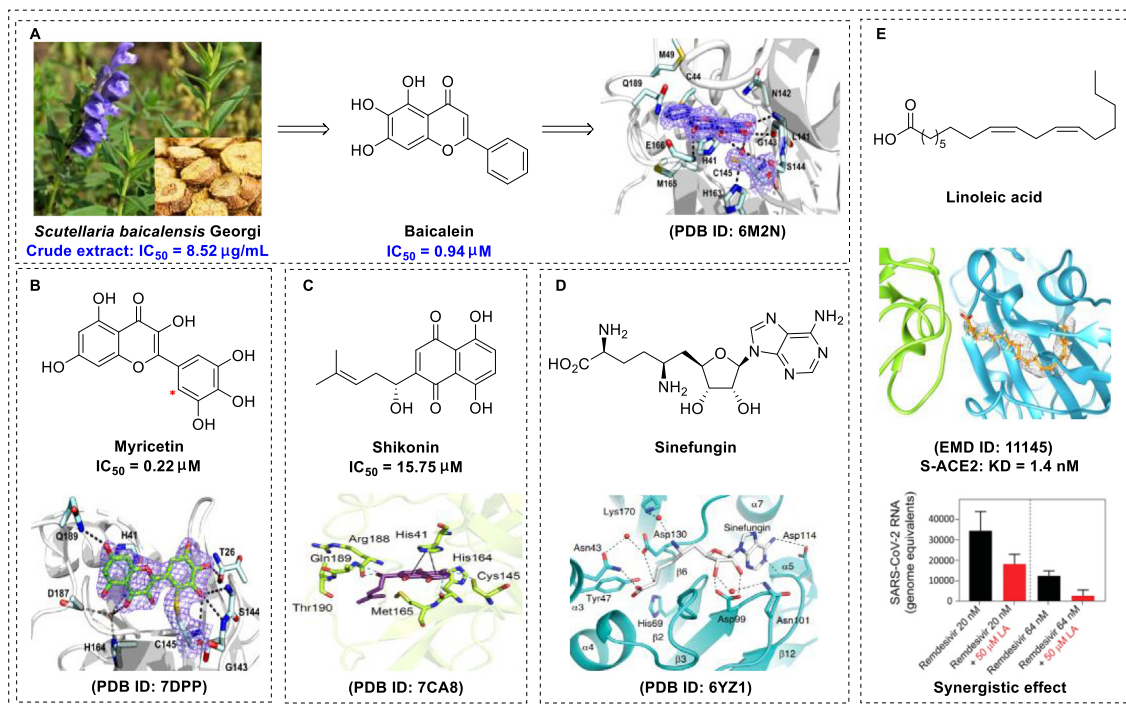 A
Scutellaria baicalensis Georgi
Crude extract: IC50 = 8.52 μg/mL
OH
O
HO
HO
O
Baicalein
IC50 = 0.94 μM
M49
Q189
C44
N142
L141
G143
E166
H41
S144
C145
M165
H163
(PDB ID: 6M2N)
B
OH
O
OH
HO
O
OH
*
OH
OH
Myricetin
IC50 = 0.22 μM
Q189
H41
T26
D187
S144
H164
C145
G143
(PDB ID: 7DPP)
C
O
OH
OH
O
OH
Shikonin
IC50 = 15.75 μM
His41
Arg188
Gln189
His164
Cys145
Thr190
Met165
(PDB ID: 7CA8)
D
NH2
N
NH2
N
HO2C
O
N
N
NH2
HO
OH
Sinefungin
Lys170
α7
Sinefungin
Asp130
Asp114
Asn43
β6
α5
Tyr47
α3
His69
Asp99
β2
Asn101
α4
β3
β12
(PDB ID: 6YZ1)
E
O
HO
5
Linoleic acid
(EMD ID: 11145)
S-ACE2: KD = 1.4 nM
SARS-CoV-2 RNA
(genome equivalents)
40000
30000
20000
10000
0
Remdesivir 20 nM
Remdesivir 20 nM
+ 50 μM LA
Remdesivir 64 nM
Remdesivir 64 nM
+ 50 μM LA
Synergistic effect